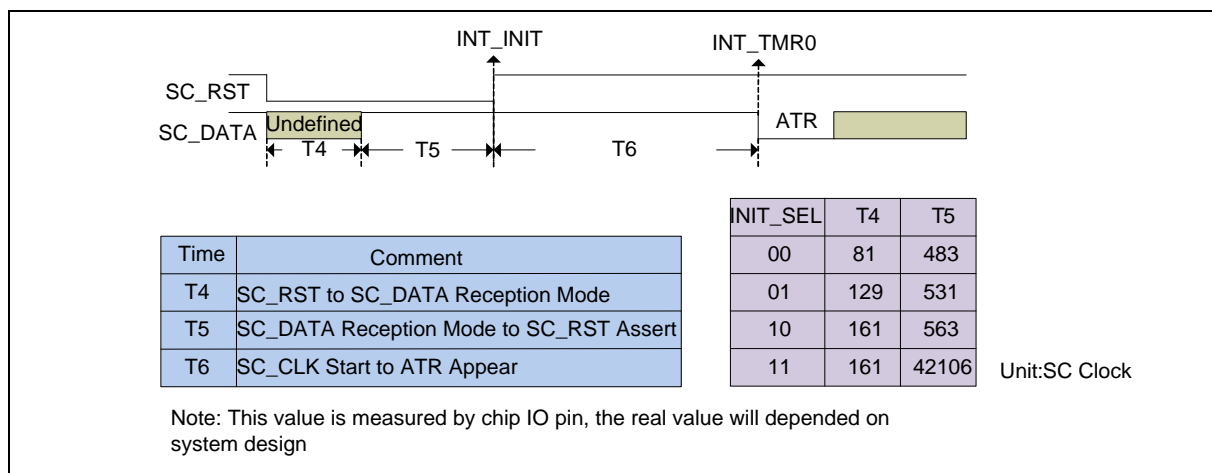 INT_INIT
INT_TMR0
SC_RST
SC_DATA
Undefined
ATR
T4
T5
T6
Time Comment
T4 SC_RST to SC_DATA Reception Mode
T5 SC_DATA Reception Mode to SC_RST Assert
T6 SC_CLK Start to ATR Appear
INIT_SEL T4 T5
00 81 483
01 129 531
10 161 563
11 161 42106
Unit:SC Clock
Note: This value is measured by chip IO pin, the real value will depended on
system design